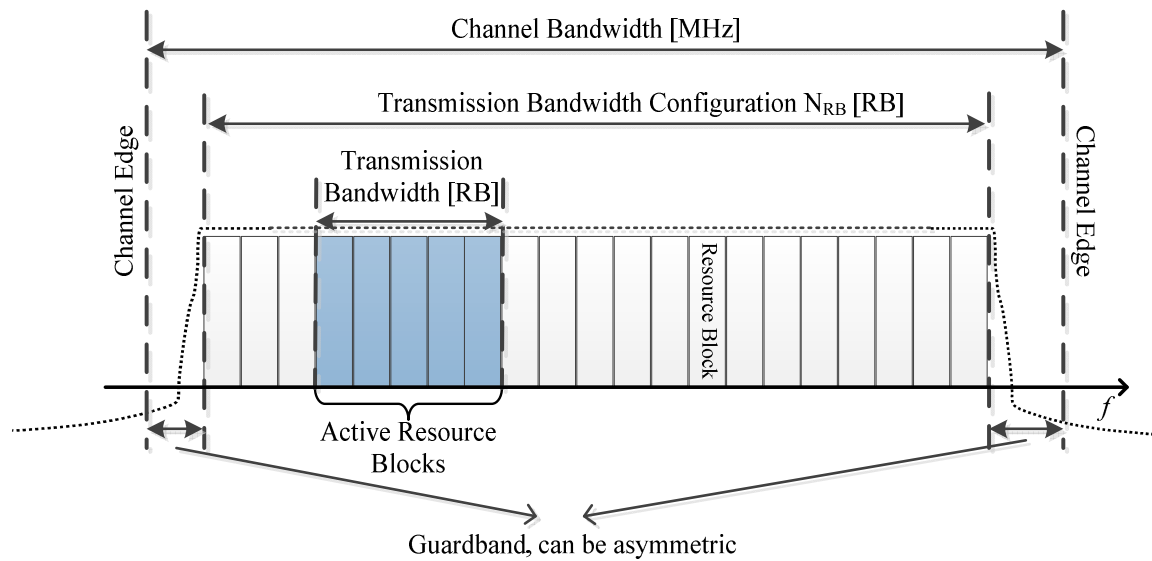 Channel Bandwidth [MHz]
Transmission Bandwidth Configuration NRB [RB]
Transmission
Bandwidth [RB]
Channel Edge
Channel Edge
Resource Block
f
Active Resource
Blocks
Guardband, can be asymmetric